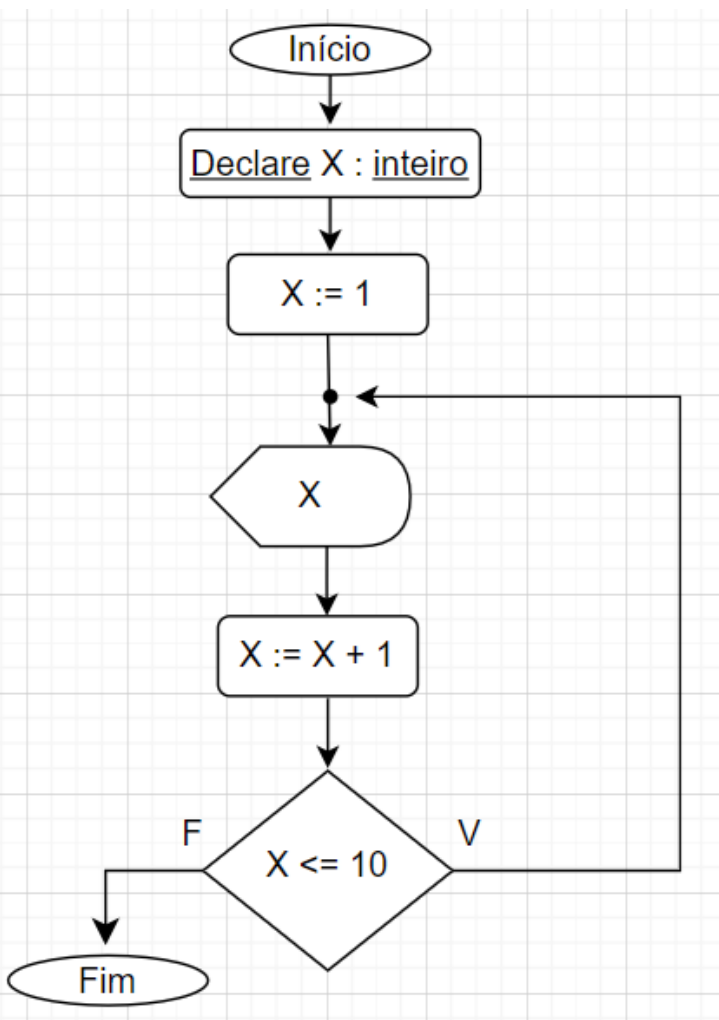 Início
Declare X : inteiro
X := 1
X
X := X + 1
F
V
X <= 10
Fim